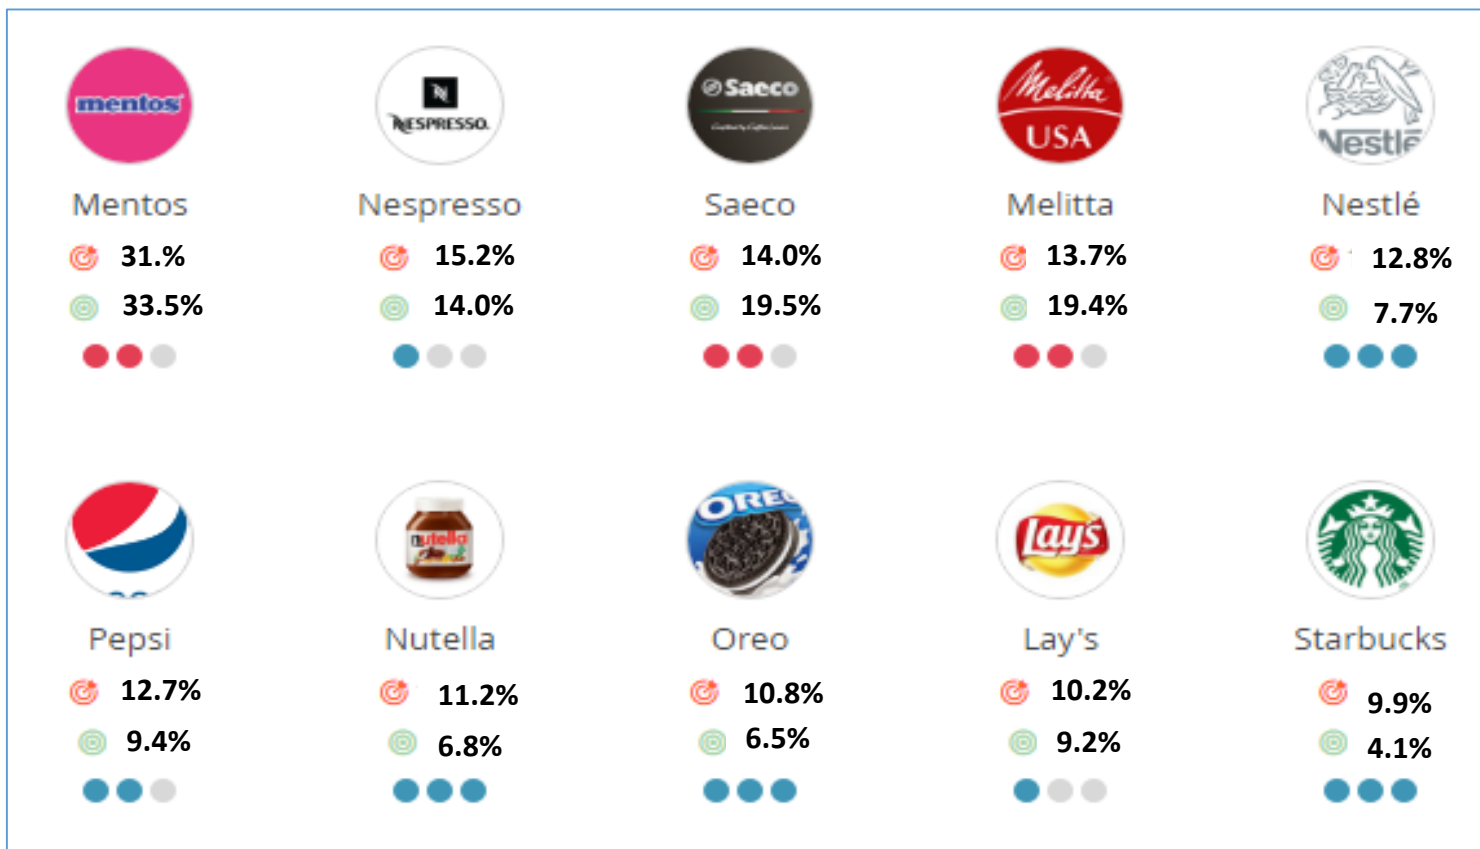 mentos
NESPRESSO.
Saeco
Melitta
USA
Nestlé
Mentos
Nespresso
Saeco
Melitta
Nestlé
31.%
15.2%
14.0%
13.7%
12.8%
33.5%
14.0%
19.5%
19.4%
7.7%
nutella
OREO
Lay's
Pepsi
Nutella
Oreo
Lay's
Starbucks
12.7%
11.2%
10.8%
10.2%
9.9%
9.4%
6.8%
6.5%
9.2%
4.1%